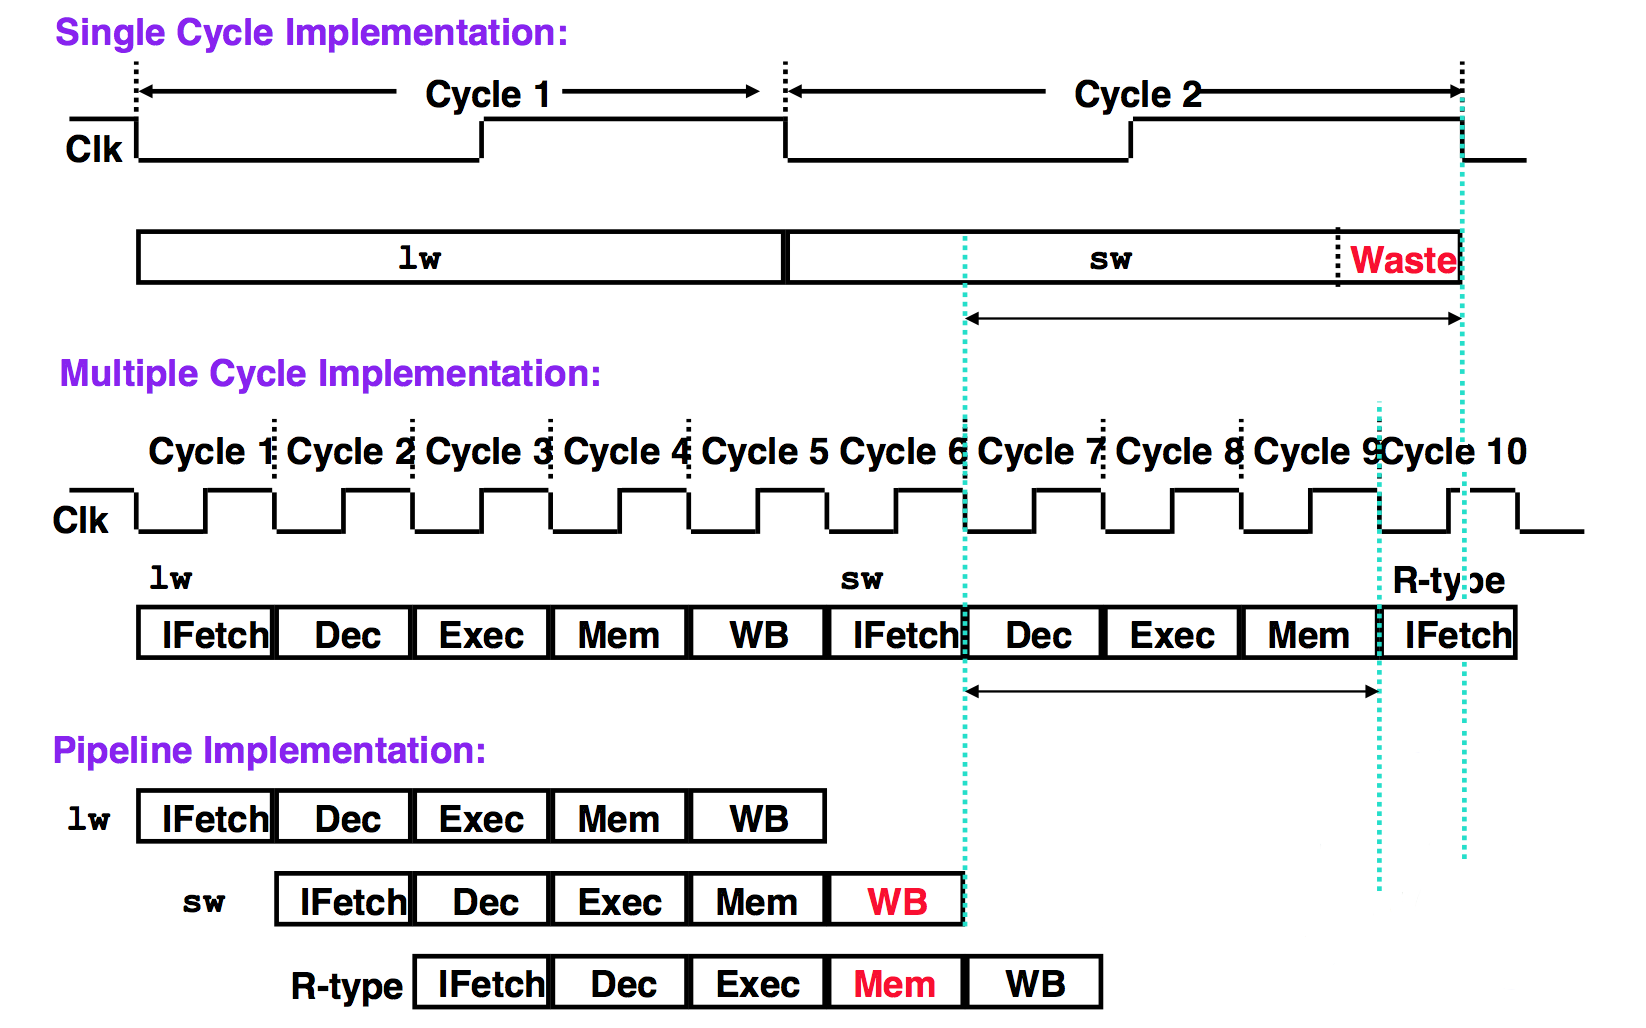 Single Cycle Implementation:
Cycle 1 Cycle 2
Clk
lw sw Waste
Multiple Cycle Implementation:
Cycle 1 Cycle 2 Cycle 3 Cycle 4 Cycle 5 Cycle 6 Cycle 7 Cycle 8 Cycle 9 Cycle 10
Clk
lw sw R-type
IFetch Dec Exec Mem WB IFetch Dec Exec Mem IFetch
Pipeline Implementation:
lw IFetch Dec Exec Mem WB
sw IFetch Dec Exec Mem WB
R-type IFetch Dec Exec Mem WB